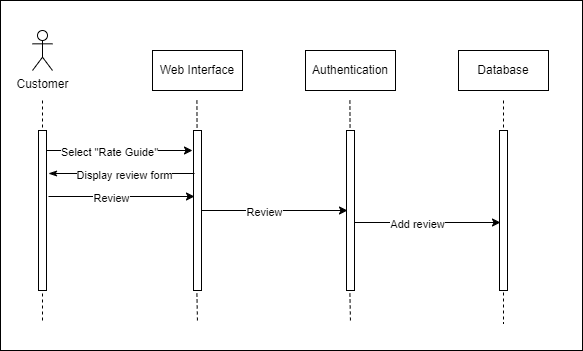 Customer
Web Interface
Authentication
Database
Select "Rate Guide"
Display review form
Review
Review
Add review